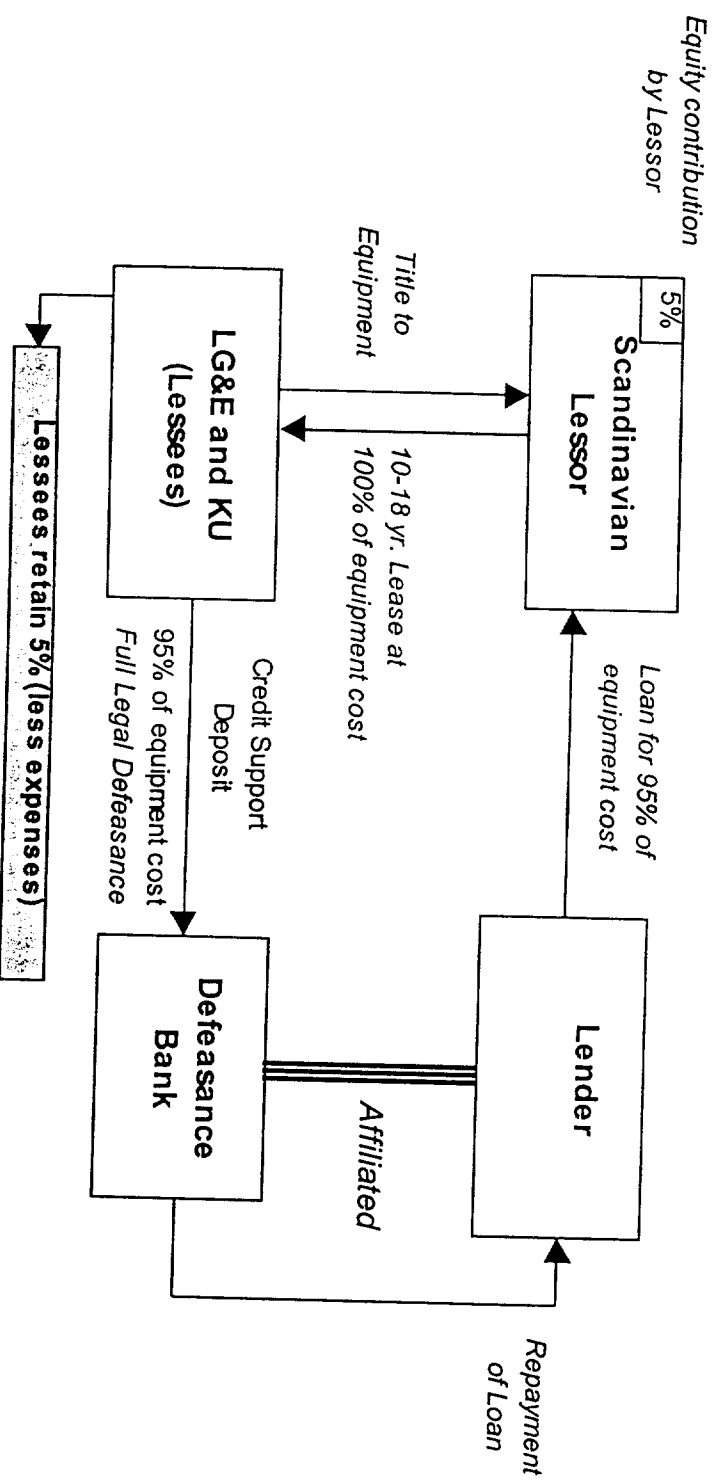 Equity contribution
by Lessor
5%
Scandinavian
Lessor
Loan for 95% of
equipment cost
Lender
Repayment
of Loan
Title to
Equipment
10-18 yr. Lease at
100% of equipment cost
Affiliated
LG&E and KU
(Lessees)
Credit Support
Deposit
95% of equipment cost
Full Legal Defeasance
Defeasance
Bank
Lessees retain 5% (less expenses)